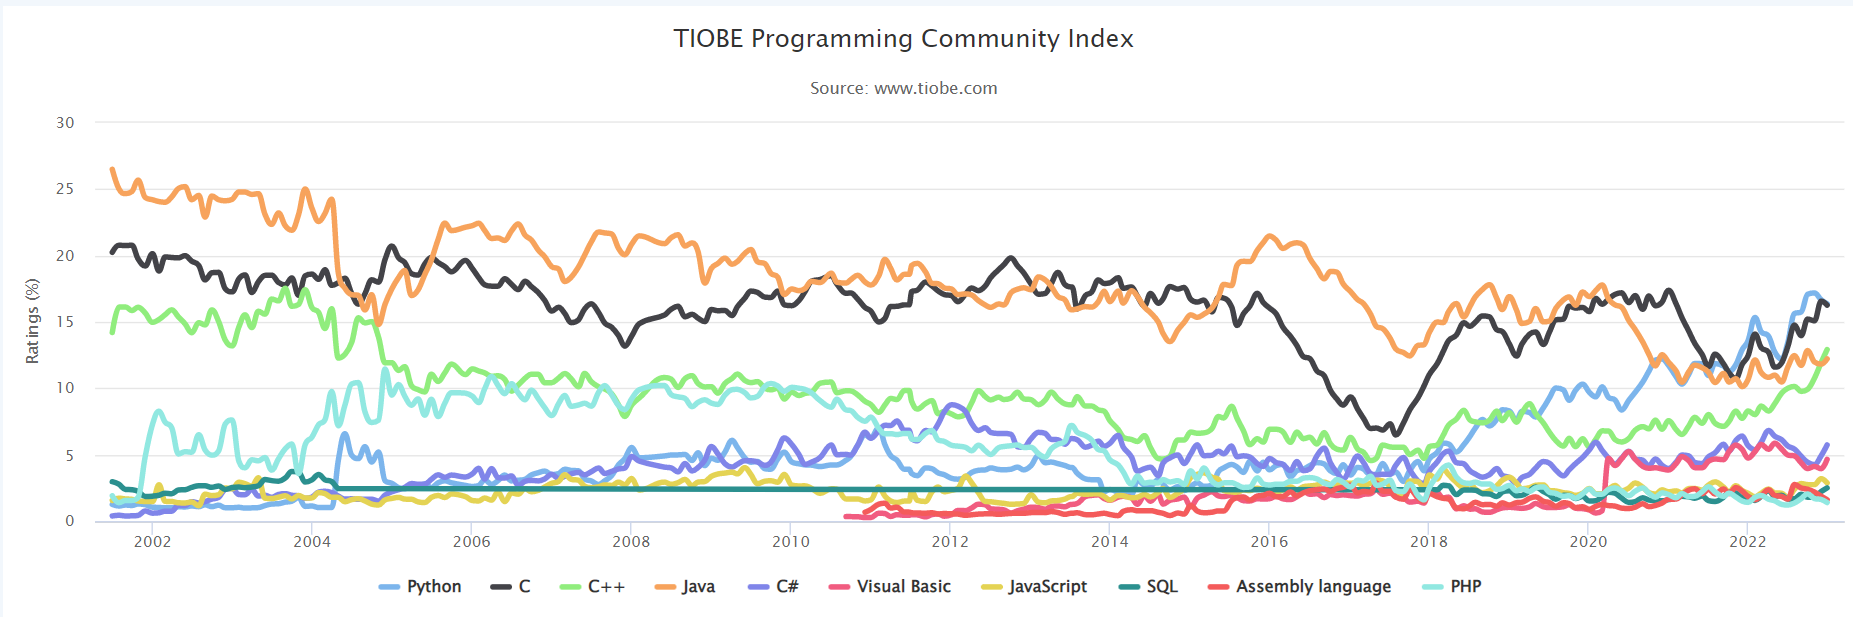 TIOBE Programming Community Index
Source: www.tiobe.com
Ratings (%)
30
25
20
15
10
5
0
2002 2004 2006 2008 2010 2012 2014 2016 2018 2020 2022
Python C C++ Java C# Visual Basic JavaScript SQL Assembly language PHP